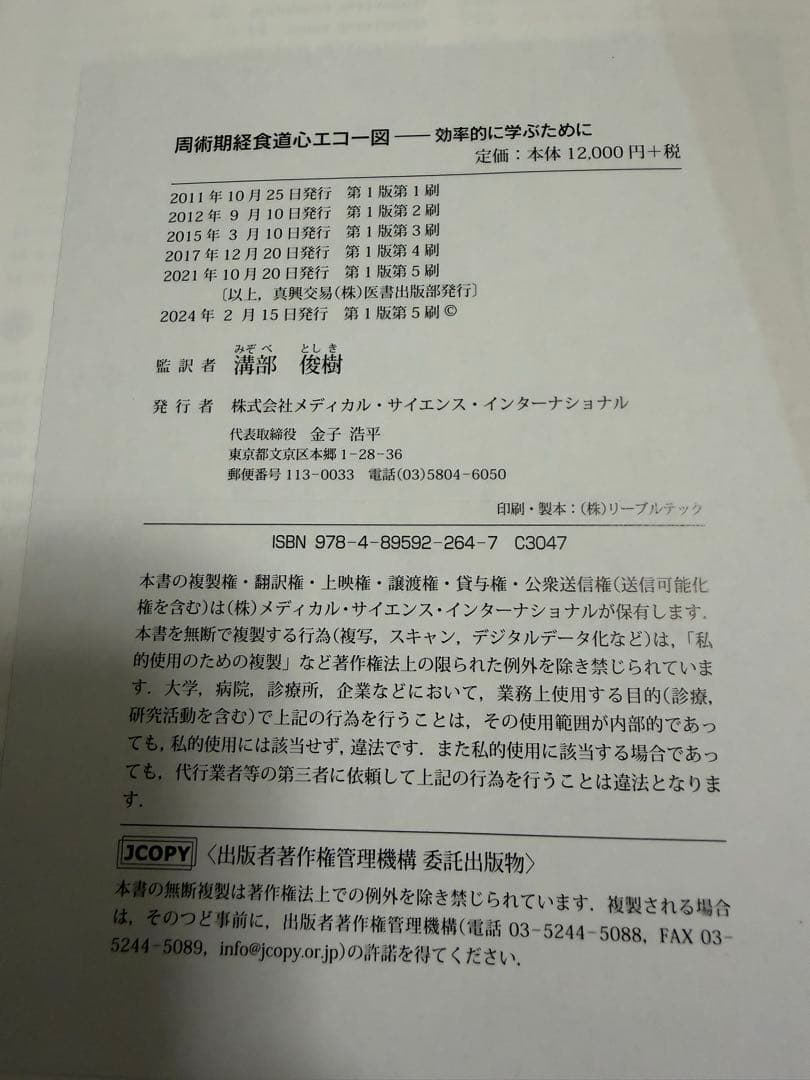 周術期経食道心エコー図 ── 効率的に学ぶために
定価：本体 12,000 円＋税
2011 年 10 月 25 日発行　第 1 版第 1 刷
2012 年 9 月 10 日発行　第 1 版第 2 刷
2015 年 3 月 10 日発行　第 1 版第 3 刷
2017 年 12 月 20 日発行　第 1 版第 4 刷
2021 年 10 月 20 日発行　第 1 版第 5 刷
〔以上，真興交易(株)医書出版部発行〕
2024 年 2 月 15 日発行　第 1 版第 5 刷 ©
みぞべ　としき
監訳者　溝部　俊樹
発行者　株式会社メディカル・サイエンス・インターナショナル
代表取締役　金子 浩平
東京都文京区本郷 1-28-36
郵便番号 113-0033　電話(03)5804-6050
印刷・製本：(株)リーブルテック
ISBN 978-4-89592-264-7　C3047
本書の複製権・翻訳権・上映権・譲渡権・貸与権・公衆送信権(送信可能化
権を含む)は(株)メディカル・サイエンス・インターナショナルが保有します．
本書を無断で複製する行為(複写，スキャン，デジタルデータ化など)は，「私
的使用のための複製」など著作権法上の限られた例外を除き禁じられていま
す．大学，病院，診療所，企業などにおいて，業務上使用する目的(診療，
研究活動を含む)で上記の行為を行うことは，その使用範囲が内部的であっ
ても，私的使用には該当せず，違法です．また私的使用に該当する場合であっ
ても，代行業者等の第三者に依頼して上記の行為を行うことは違法となりま
す．
JCOPY〈出版者著作権管理機構 委託出版物〉
本書の無断複製は著作権法上での例外を除き禁じられています．複製される場合
は，そのつど事前に，出版者著作権管理機構(電話 03-5244-5088，FAX 03-
5244-5089，info@jcopy.or.jp)の許諾を得てください．